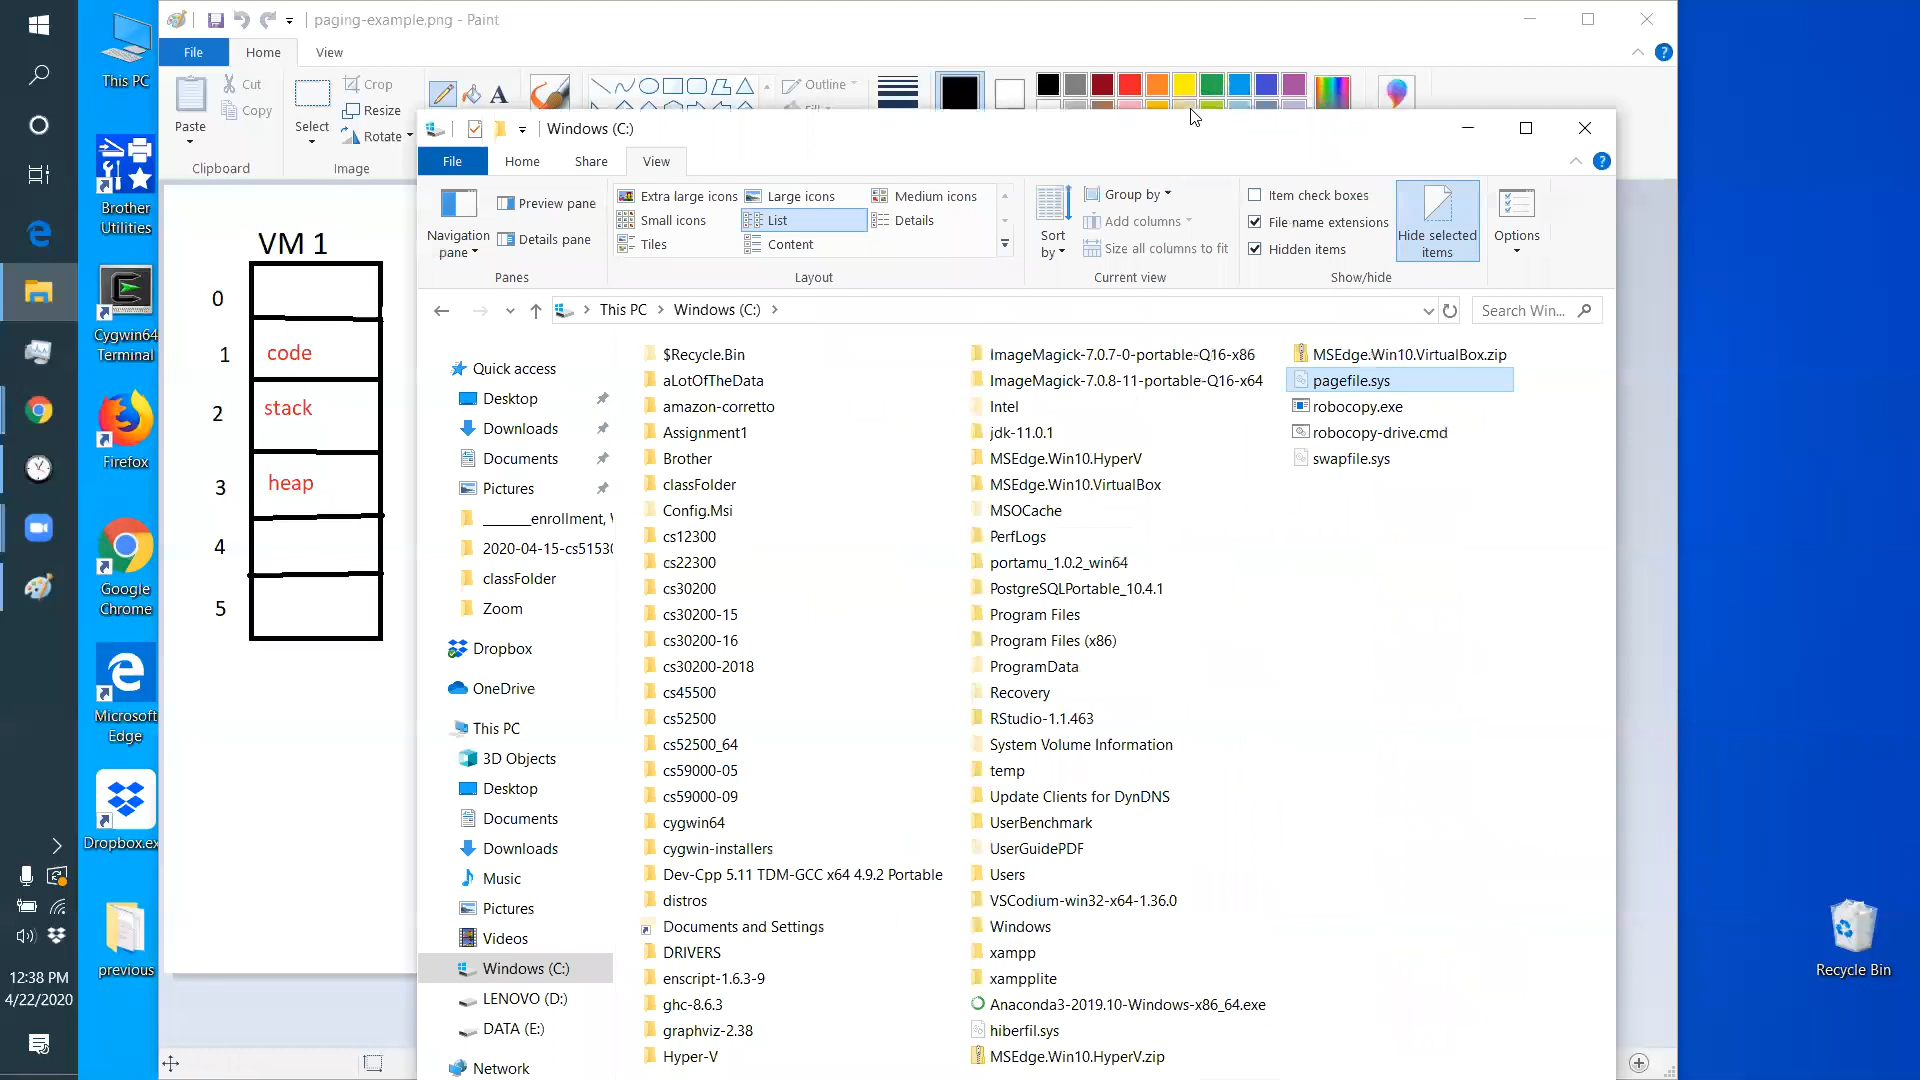 This PC
Brother
Utilities
Cygwin64
Terminal
Firefox
Google
Chrome
Microsoft
Edge
Dropbox.ex
previous
12:38 PM
4/22/2020
paging-example.png - Paint
File
Home
View
Paste
Cut
Copy
Clipboard
Select
Crop
Resize
Rotate
Image
A
Outline
Fill
VM 1
0
1
code
2
stack
3
heap
4
5
Windows (C:)
File
Home
Share
View
Navigation
pane
Preview pane
Details pane
Panes
Extra large icons
Large icons
Medium icons
Small icons
List
Details
Tiles
Content
Layout
Sort
by
Group by
Add columns
Size all columns to fit
Current view
Item check boxes
File name extensions
Hidden items
Hide selected
items
Show/hide
Options
This PC
Windows (C:)
Search Win...
Quick access
Desktop
Downloads
Documents
Pictures
_______enrollment, 
2020-04-15-cs5153
classFolder
Zoom
Dropbox
OneDrive
This PC
3D Objects
Desktop
Documents
Downloads
Music
Pictures
Videos
Windows (C:)
LENOVO (D:)
DATA (E:)
Network
$Recycle.Bin
aLotOfTheData
amazon-corretto
Assignment1
Brother
classFolder
Config.Msi
cs12300
cs22300
cs30200
cs30200-15
cs30200-16
cs30200-2018
cs45500
cs52500
cs52500_64
cs59000-05
cs59000-09
cygwin64
cygwin-installers
Dev-Cpp 5.11 TDM-GCC x64 4.9.2 Portable
distros
Documents and Settings
DRIVERS
enscript-1.6.3-9
ghc-8.6.3
graphviz-2.38
Hyper-V
ImageMagick-7.0.7-0-portable-Q16-x86
ImageMagick-7.0.8-11-portable-Q16-x64
Intel
jdk-11.0.1
MSEdge.Win10.HyperV
MSEdge.Win10.VirtualBox
MSOCache
PerfLogs
portamu_1.0.2_win64
PostgreSQLPortable_10.4.1
Program Files
Program Files (x86)
ProgramData
Recovery
RStudio-1.1.463
System Volume Information
temp
Update Clients for DynDNS
UserBenchmark
UserGuidePDF
Users
VSCodium-win32-x64-1.36.0
Windows
xampp
xampplite
Anaconda3-2019.10-Windows-x86_64.exe
hiberfil.sys
MSEdge.Win10.HyperV.zip
MSEdge.Win10.VirtualBox.zip
pagefile.sys
robocopy.exe
robocopy-drive.cmd
swapfile.sys
Recycle Bin